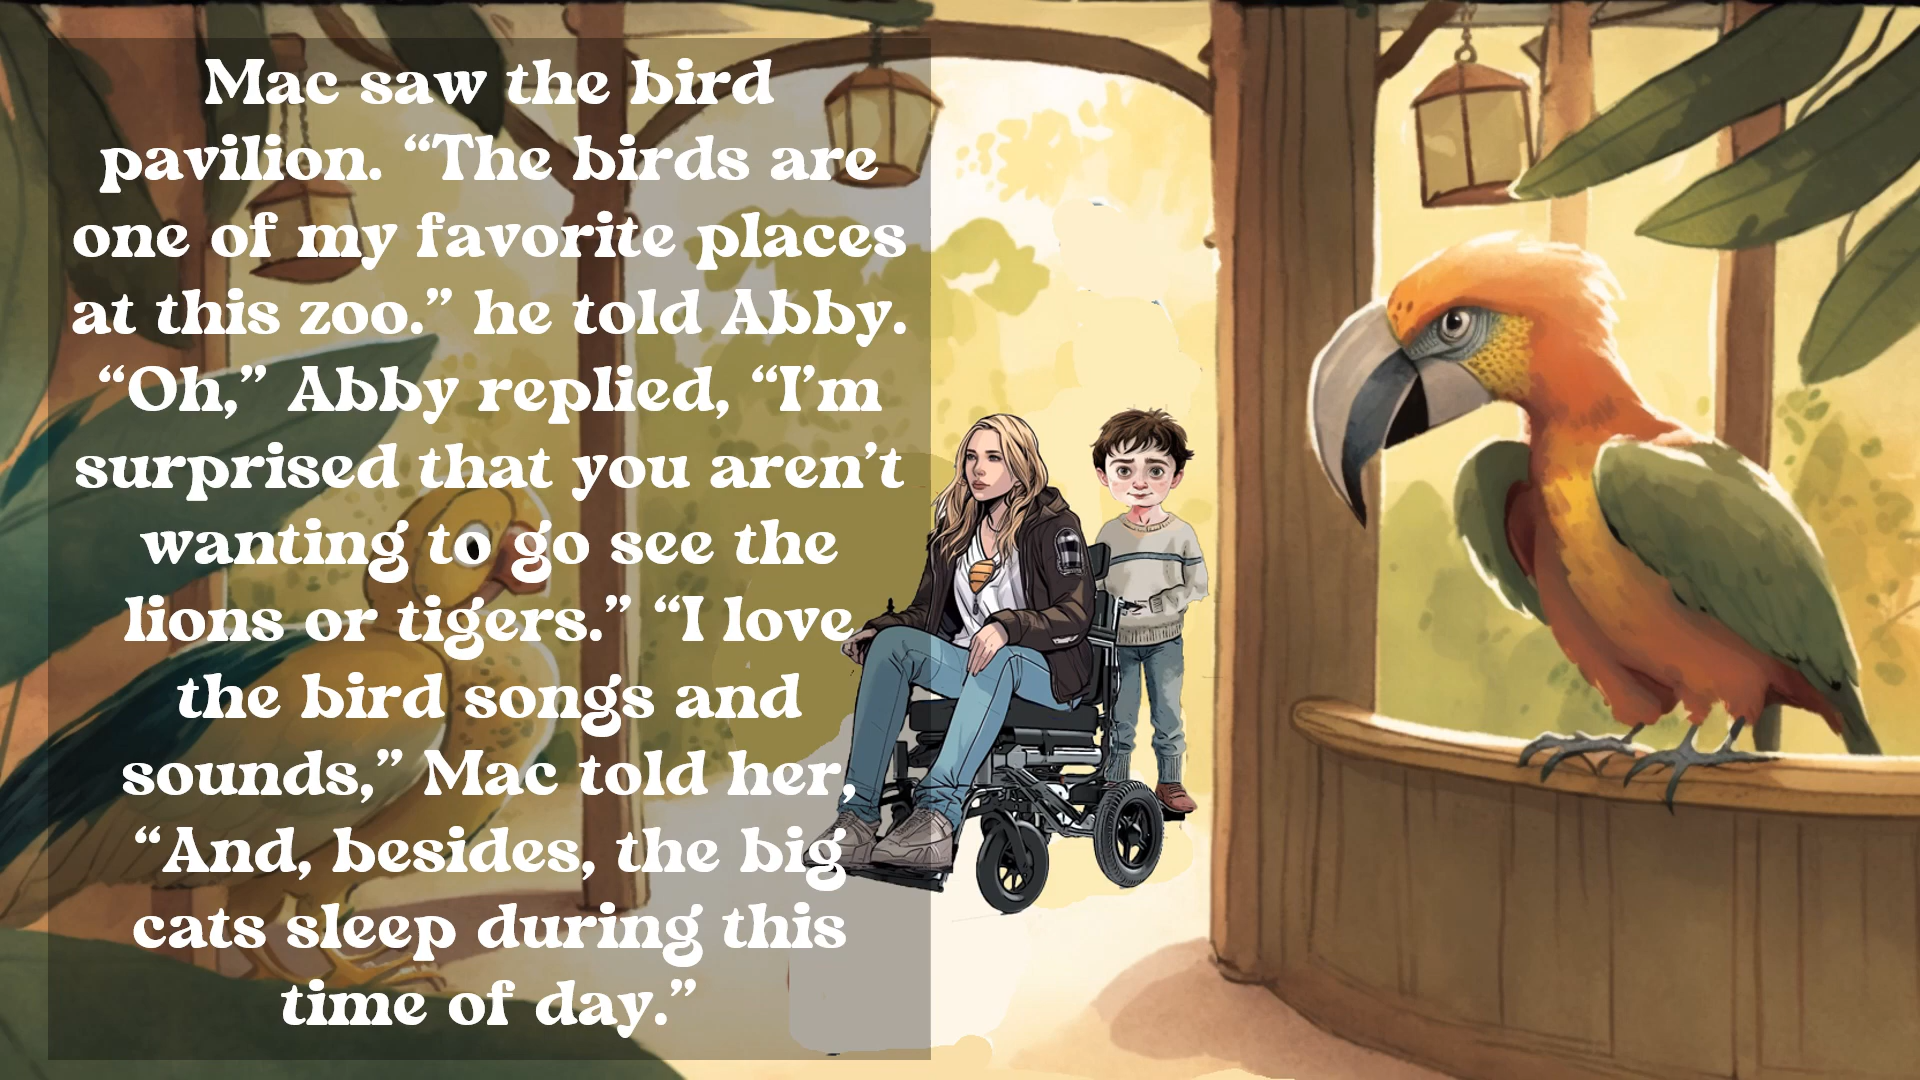 Mac saw the bird
pavilion. “The birds are
one of my favorite places
at this zoo.” he told Abby.
“Oh,” Abby replied, “I’m
surprised that you aren’t
wanting to go see the
lions or tigers.” “I love
the bird songs and
sounds,” Mac told her,
“And, besides, the big
cats sleep during this
time of day.”